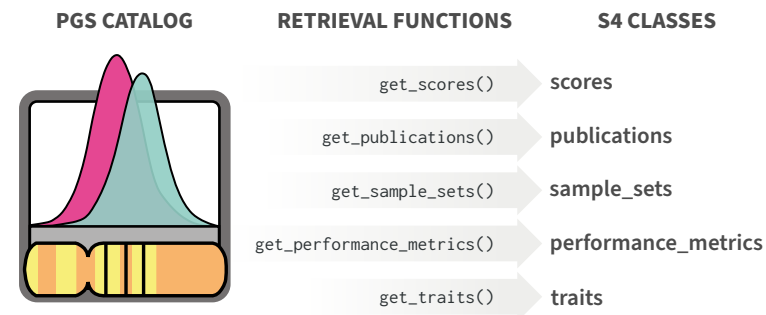 PGS CATALOG RETRIEVAL FUNCTIONS S4 CLASSES
get_scores() scores
get_publications() publications
get_sample_sets() sample_sets
get_performance_metrics() performance_metrics
get_traits() traits